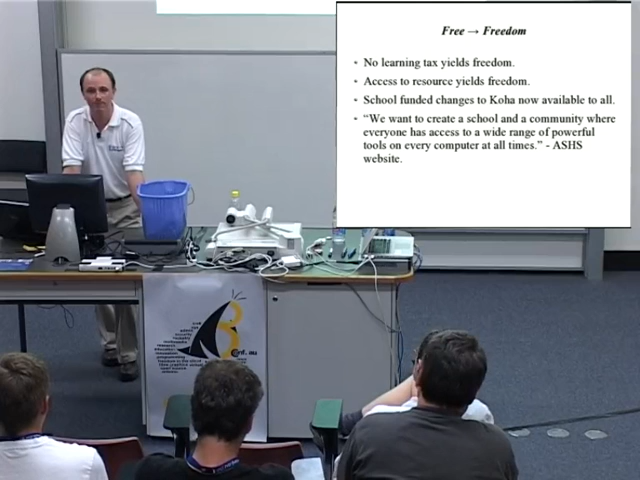 Free → Freedom
• No learning tax yields freedom.
• Access to resource yields freedom.
• School funded changes to Koha now available to all.
• “We want to create a school and a community where
everyone has access to a wide range of powerful
tools on every computer at all times.” - ASHS
website.
conf.au